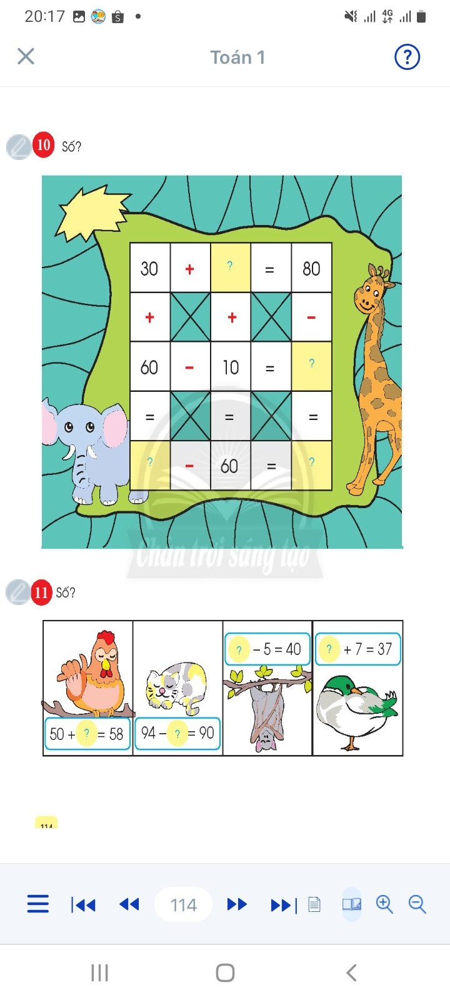 20:17 4G
Toán 1 ?
10 Số?
30 + ? = 80
+ + -
60 - 10 = ?
= = =
? - 60 = ?
Chân trời sáng tạo
11 Số?
? - 5 = 40 ? + 7 = 37
50 + ? = 58 94 - ? = 90
114
114